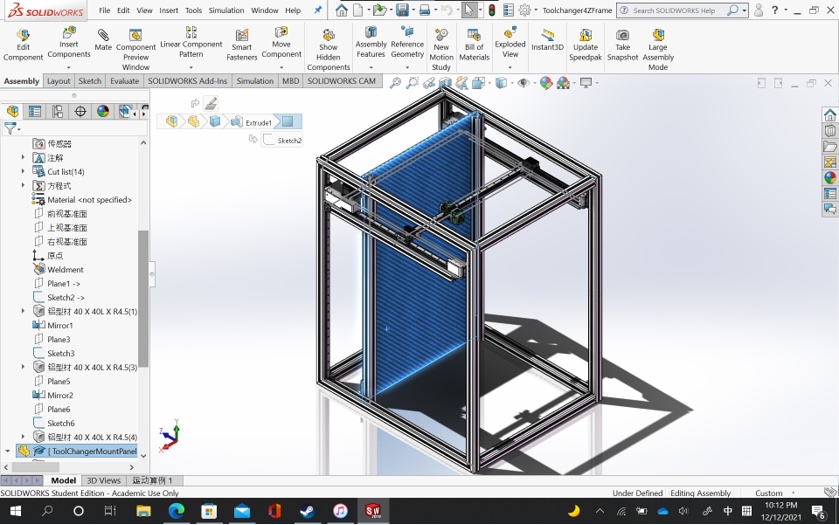 SOLIDWORKS
File Edit View Insert Tools Simulation Window Help
Toolchanger4ZFrame
Search SOLIDWORKS Help
Edit Component
Insert Components
Mate
Component Preview Window
Linear Component Pattern
Smart Fasteners
Move Component
Show Hidden Components
Assembly Features
Reference Geometry
New Motion Study
Bill of Materials
Exploded View
Instant3D
Update Speedpak
Take Snapshot
Large Assembly Mode
Assembly Layout Sketch Evaluate SOLIDWORKS Add-Ins Simulation MBD SOLIDWORKS CAM
Extrude1
Sketch2
传感器
注解
Cut list(14)
方程式
Material <not specified>
前视基准面
上视基准面
右视基准面
原点
Weldment
Plane1 ->
Sketch2 ->
铝型材 40 X 40L X R4.5(1)
Mirror1
Plane3
Sketch3
铝型材 40 X 40L X R4.5(3)
Plane5
Mirror2
Plane6
Sketch6
铝型材 40 X 40L X R4.5(4)
[ ToolChangerMountPanel
Y
Z
X
Model 3D Views 运动算例 1
SOLIDWORKS Student Edition - Academic Use Only
Under Defined Editing Assembly Custom
中
10:12 PM
12/12/2021
SW